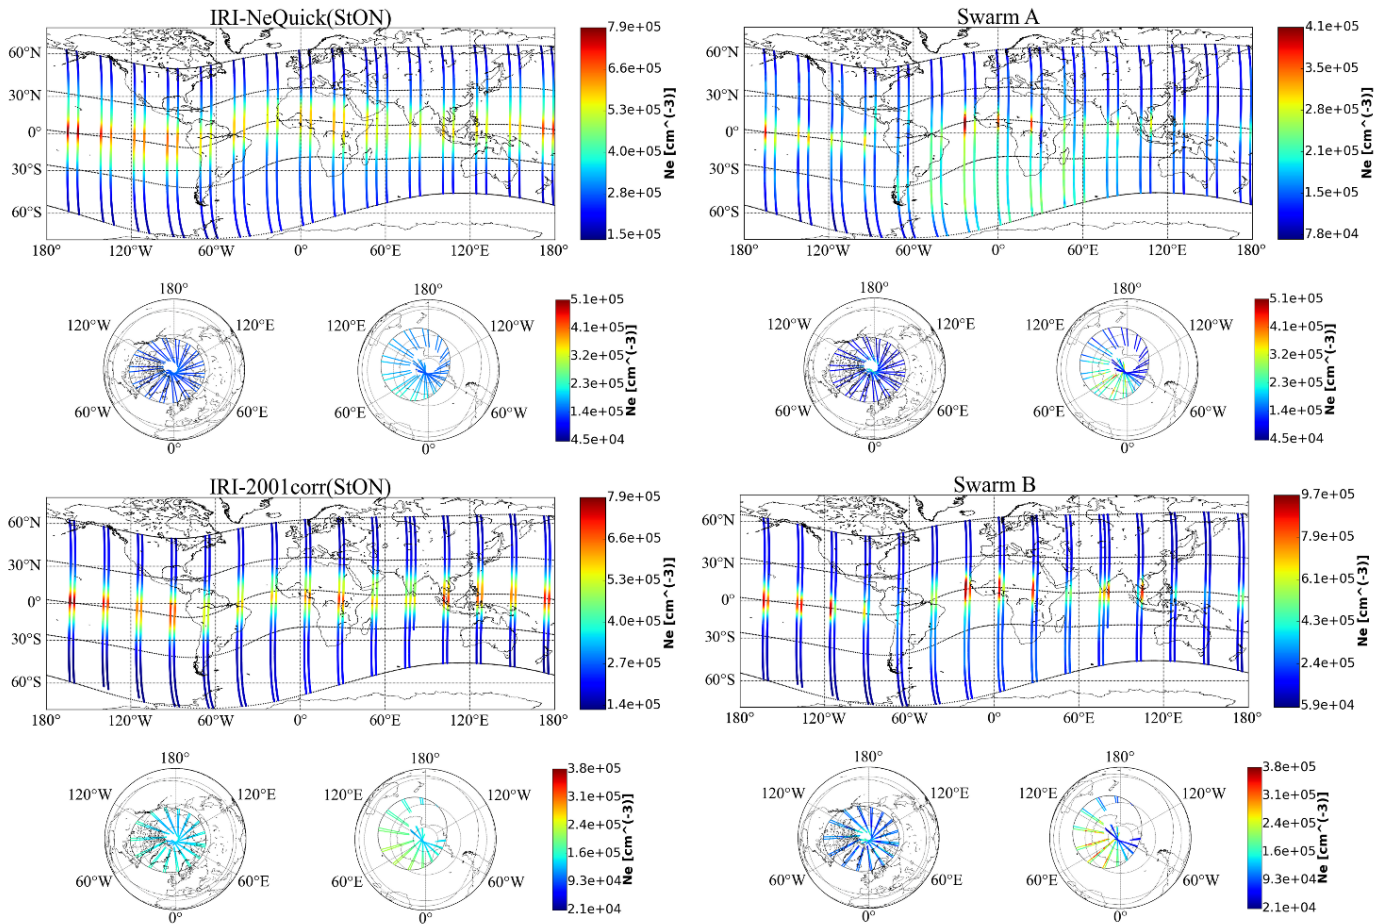 IRI-NeQuick(StON)
60°N
30°N
0°
30°S
60°S
180°
120°W
60°W
0°
60°E
120°E
180°
7.9e+05
6.6e+05
5.3e+05
4.0e+05
2.8e+05
1.5e+05
Ne [cm^(-3)]
Swarm A
60°N
30°N
0°
30°S
60°S
180°
120°W
60°W
0°
60°E
120°E
180°
4.1e+05
3.5e+05
2.8e+05
2.1e+05
1.5e+05
7.8e+04
Ne [cm^(-3)]
180°
120°W
120°E
60°W
60°E
0°
180°
120°E
120°W
60°E
60°W
0°
5.1e+05
4.1e+05
3.2e+05
2.3e+05
1.4e+05
4.5e+04
Ne [cm^(-3)]
180°
120°W
120°E
60°W
60°E
0°
180°
120°E
120°W
60°E
60°W
0°
5.1e+05
4.1e+05
3.2e+05
2.3e+05
1.4e+05
4.5e+04
Ne [cm^(-3)]
IRI-2001corr(StON)
60°N
30°N
0°
30°S
60°S
180°
120°W
60°W
0°
60°E
120°E
180°
7.9e+05
6.6e+05
5.3e+05
4.0e+05
2.7e+05
1.4e+05
Ne [cm^(-3)]
Swarm B
60°N
30°N
0°
30°S
60°S
180°
120°W
60°W
0°
60°E
120°E
180°
9.7e+05
7.9e+05
6.1e+05
4.3e+05
2.4e+05
5.9e+04
Ne [cm^(-3)]
180°
120°W
120°E
60°W
60°E
0°
180°
120°E
120°W
60°E
60°W
0°
3.8e+05
3.1e+05
2.4e+05
1.6e+05
9.3e+04
2.1e+04
Ne [cm^(-3)]
180°
120°W
120°E
60°W
60°E
0°
180°
120°E
120°W
60°E
60°W
0°
3.8e+05
3.1e+05
2.4e+05
1.6e+05
9.3e+04
2.1e+04
Ne [cm^(-3)]